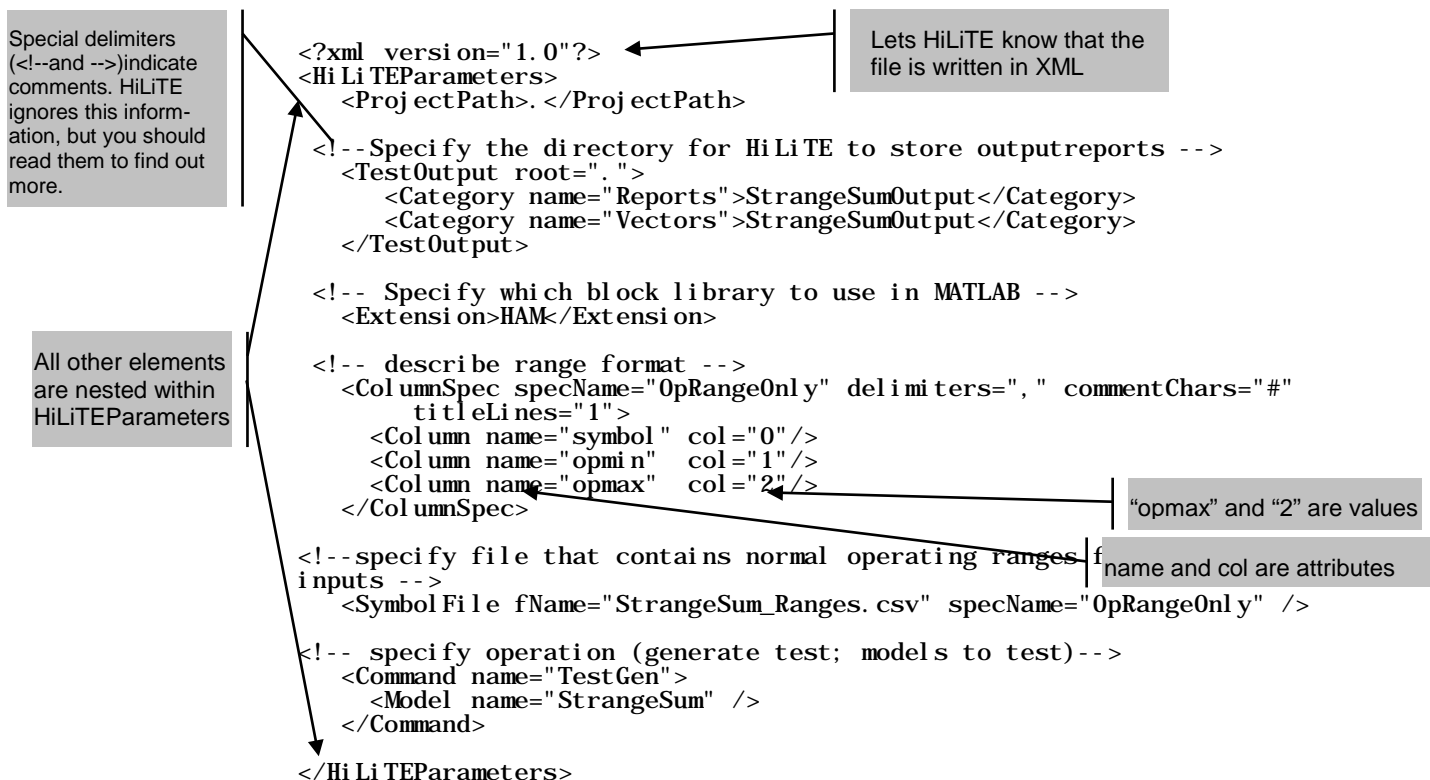 Special delimiters
(<!--and -->)indicate
comments. HiLiTE
ignores this inform-
ation, but you should
read them to find out
more.
Lets HiLiTE know that the
file is written in XML
<?xml version="1.0"?>
<HiLiTEParameters>
<ProjectPath>.</ProjectPath>
<!--Specify the directory for HiLiTE to store outputreports -->
<TestOutput root=".">
<Category name="Reports">StrangeSumOutput</Category>
<Category name="Vectors">StrangeSumOutput</Category>
</TestOutput>
<!-- Specify which block library to use in MATLAB -->
<Extension>HAM</Extension>
All other elements
are nested within
HiLiTEParameters
<!-- describe range format -->
<ColumnSpec specName="OpRangeOnly" delimiters="," commentChars="#"
titleLines="1">
<Column name="symbol" col="0"/>
<Column name="opmin" col="1"/>
<Column name="opmax" col="2"/>
</ColumnSpec>
“opmax” and “2” are values
name and col are attributes
<!--specify file that contains normal operating ranges
inputs -->
<SymbolFile fName="StrangeSum_Ranges.csv" specName="OpRangeOnly" />
<!-- specify operation (generate test; models to test)-->
<Command name="TestGen">
<Model name="StrangeSum" />
</Command>
</HiLiTEParameters>